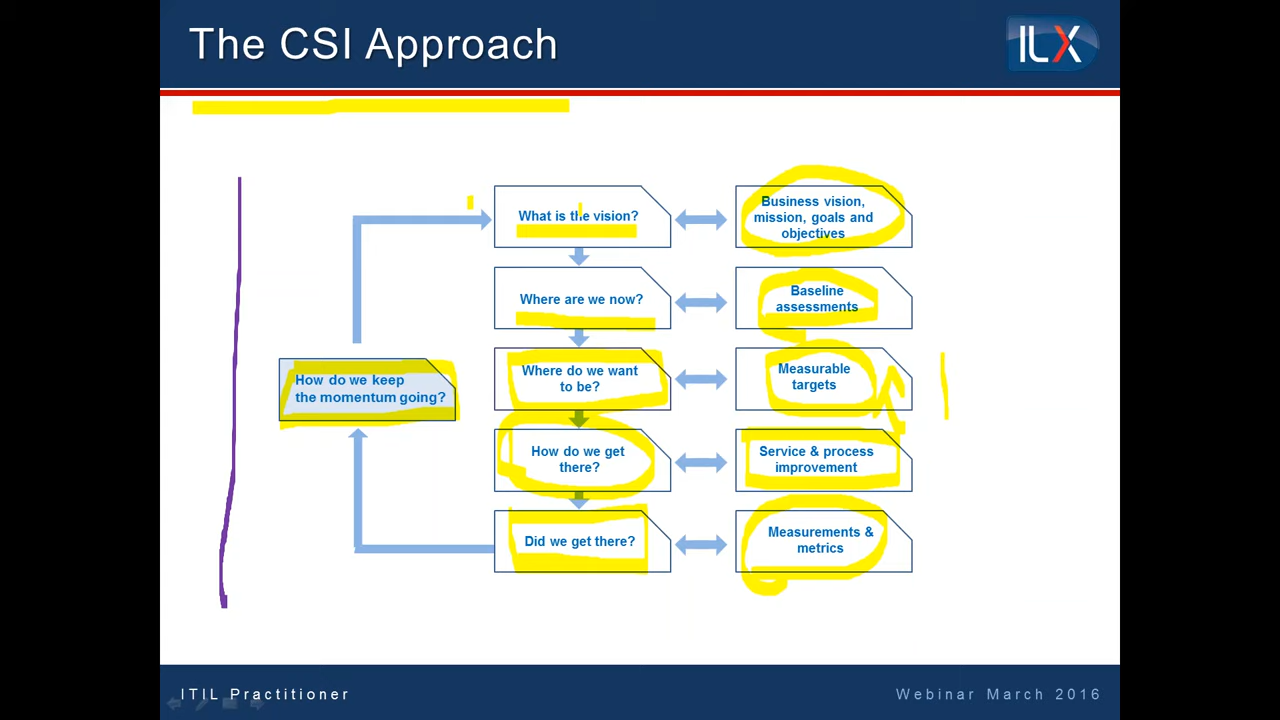 The CSI Approach
ILX
What is the vision?
Business vision,
mission, goals and
objectives
Where are we now?
Baseline
assessments
Where do we want
to be?
Measurable
targets
How do we keep
the momentum going?
How do we get
there?
Service & process
improvement
Did we get there?
Measurements &
metrics
ITIL Practitioner
Webinar March 2016